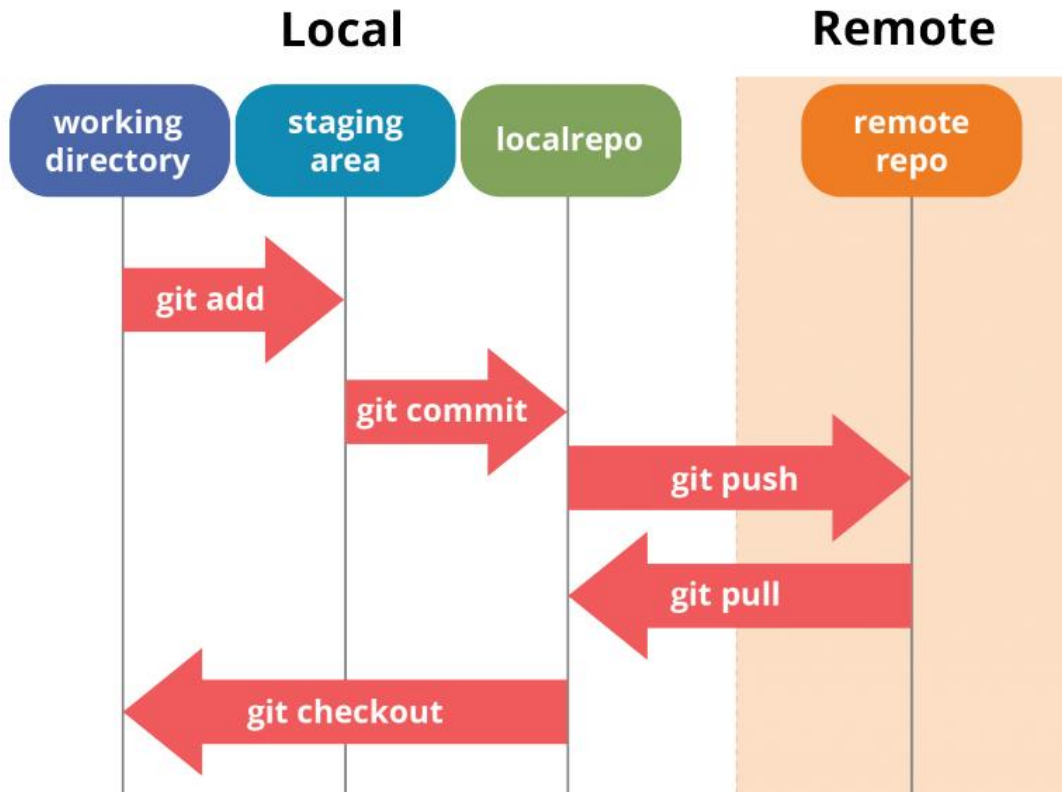 Local
Remote
working
directory
staging
area
localrepo
remote
repo
git add
git commit
git push
git pull
git checkout